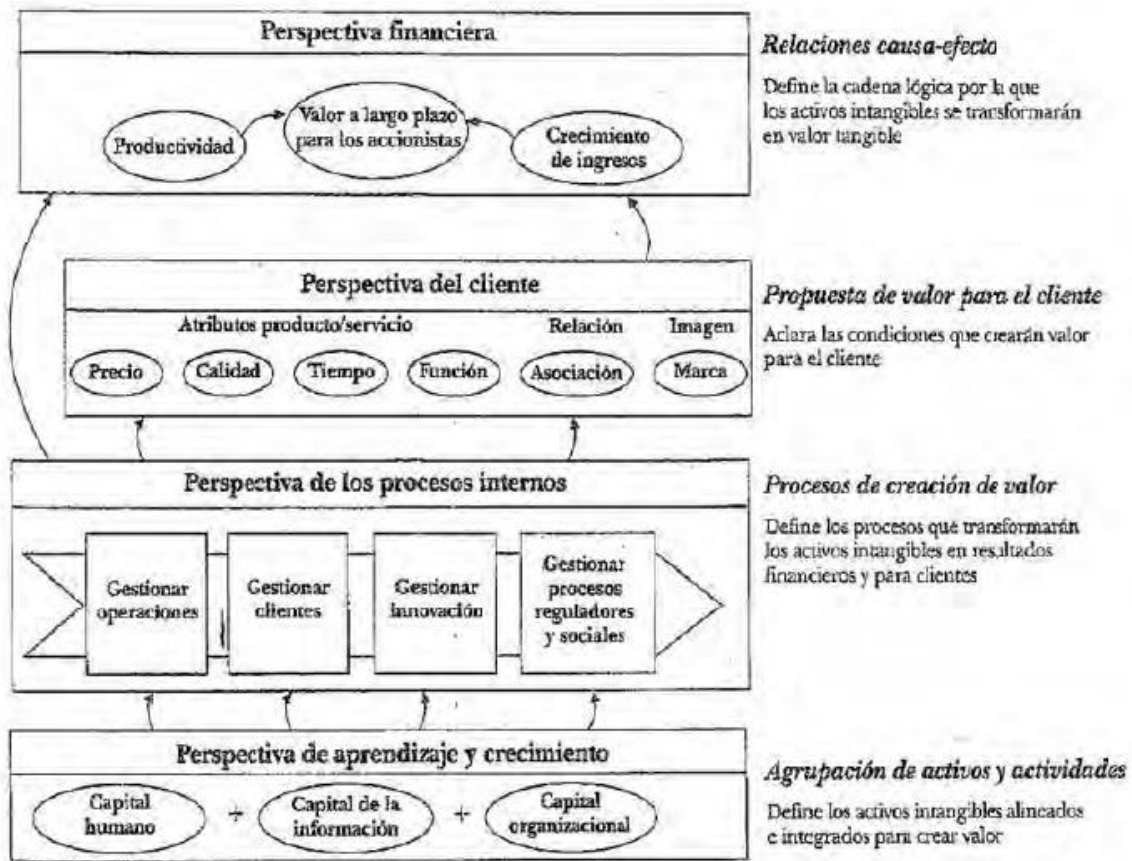 Perspectiva financiera
Productividad
Valor a largo plazo
para los accionistas
Crecimiento
de ingresos
Relaciones causa-efecto
Define la cadena lógica por la que
los activos intangibles se transformarán
en valor tangible
Perspectiva del cliente
Atributos producto/servicio
Relación
Imagen
Precio
Calidad
Tiempo
Función
Asociación
Marca
Propuesta de valor para el cliente
Aclara las condiciones que crearán valor
para el cliente
Perspectiva de los procesos internos
Gestionar
operaciones
Gestionar
clientes
Gestionar
innovación
Gestionar
procesos
reguladores
y sociales
Procesos de creación de valor
Define los procesos que transformarán
los activos intangibles en resultados
financieros y para clientes
Perspectiva de aprendizaje y crecimiento
Capital
humano
+
Capital de la
información
+
Capital
organizacional
Agrupación de activos y actividades
Define los activos intangibles alineados
e integrados para crear valor